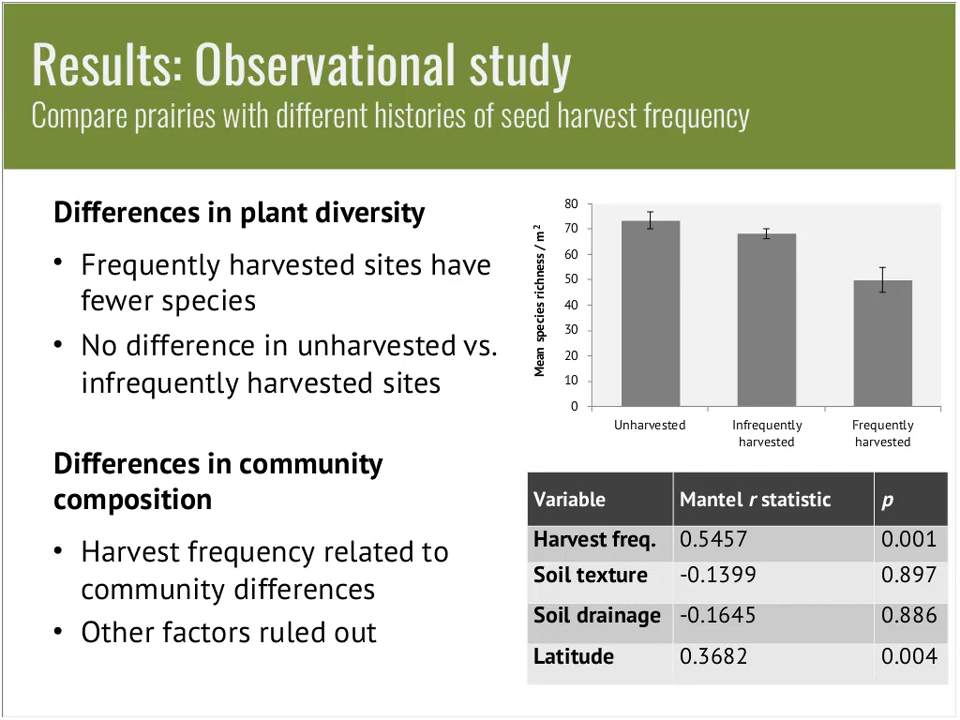 Results: Observational study
Compare prairies with different histories of seed harvest frequency
Differences in plant diversity
• Frequently harvested sites have
fewer species
• No difference in unharvested vs.
infrequently harvested sites
Differences in community
composition
• Harvest frequency related to
community differences
• Other factors ruled out
Mean species richness / m²
80
70
60
50
40
30
20
10
0
Unharvested
Infrequently
harvested
Frequently
harvested
Variable Mantel r statistic p
Harvest freq. 0.5457 0.001
Soil texture -0.1399 0.897
Soil drainage -0.1645 0.886
Latitude 0.3682 0.004